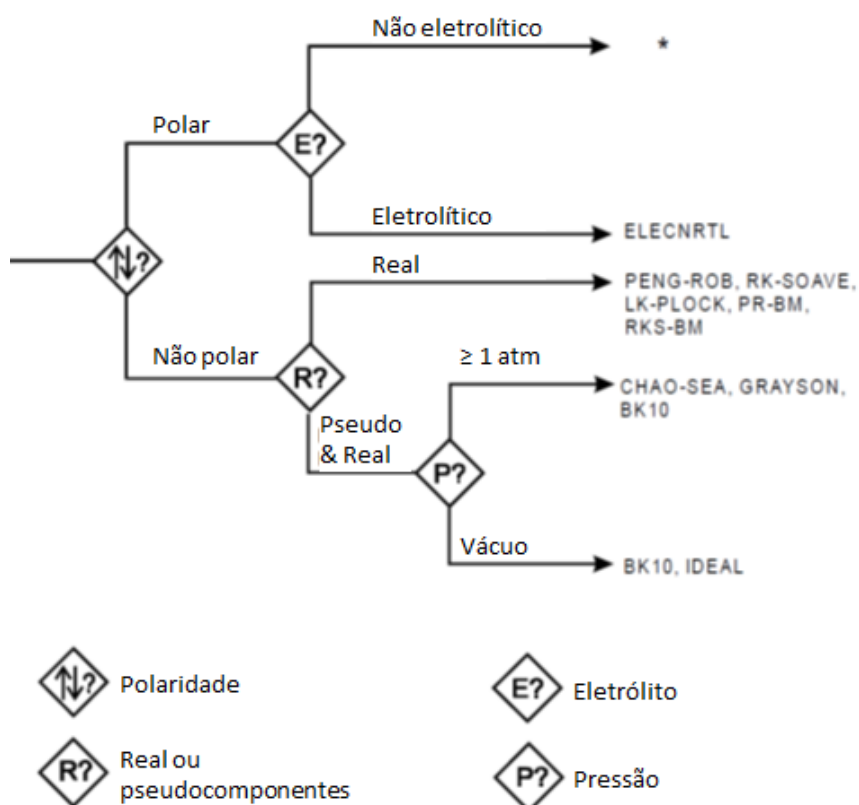 Não eletrolítico
*
Polar
E?
Eletrolítico
ELECNRTL
?
Real
PENG-ROB, RK-SOAVE,
LK-PLOCK, PR-BM,
RKS-BM
Não polar
R?
≥ 1 atm
CHAO-SEA, GRAYSON,
BK10
Pseudo
& Real
P?
Vácuo
BK10, IDEAL
? Polaridade
E? Eletrólito
R? Real ou
pseudocomponentes
P? Pressão